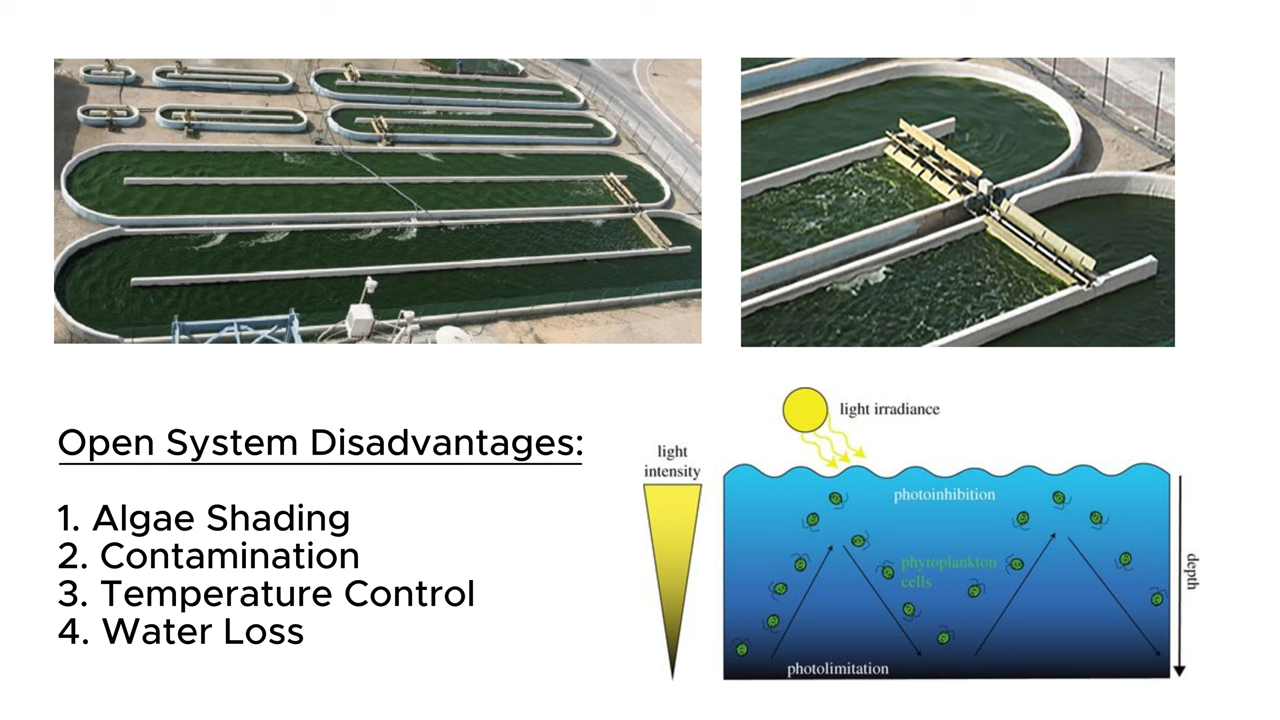 Open System Disadvantages:
1. Algae Shading
2. Contamination
3. Temperature Control
4. Water Loss
light irradiance
light
intensity
photoinhibition
phytoplankton
cells
depth
photolimitation